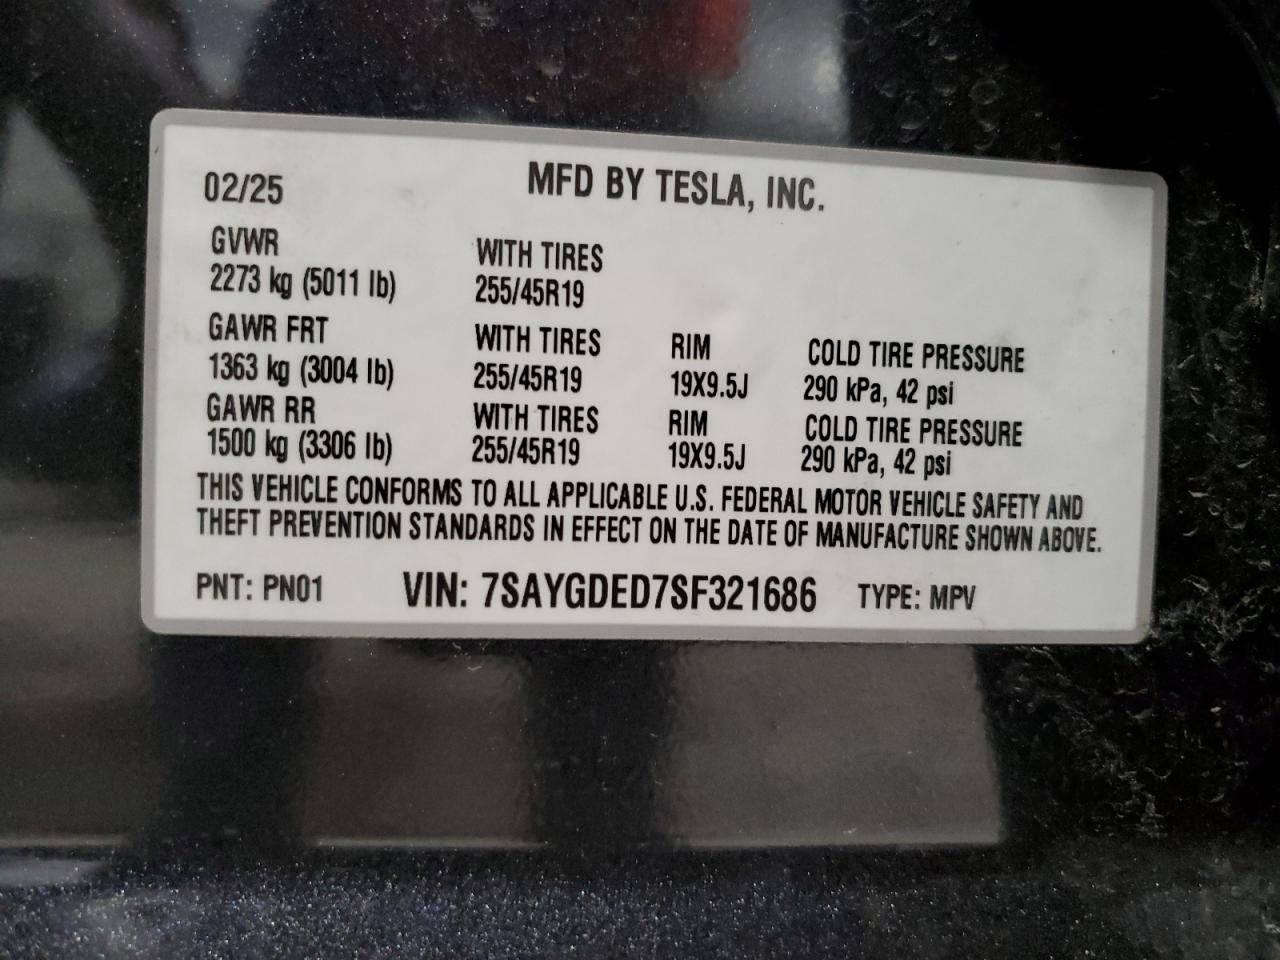 02/25 MFD BY TESLA, INC.
GVWR WITH TIRES
2273 kg (5011 lb) 255/45R19
GAWR FRT WITH TIRES RIM COLD TIRE PRESSURE
1363 kg (3004 lb) 255/45R19 19X9.5J 290 kPa, 42 psi
GAWR RR WITH TIRES RIM COLD TIRE PRESSURE
1500 kg (3306 lb) 255/45R19 19X9.5J 290 kPa, 42 psi
THIS VEHICLE CONFORMS TO ALL APPLICABLE U.S. FEDERAL MOTOR VEHICLE SAFETY AND
THEFT PREVENTION STANDARDS IN EFFECT ON THE DATE OF MANUFACTURE SHOWN ABOVE.
PNT: PN01 VIN: 7SAYGDED7SF321686 TYPE: MPV